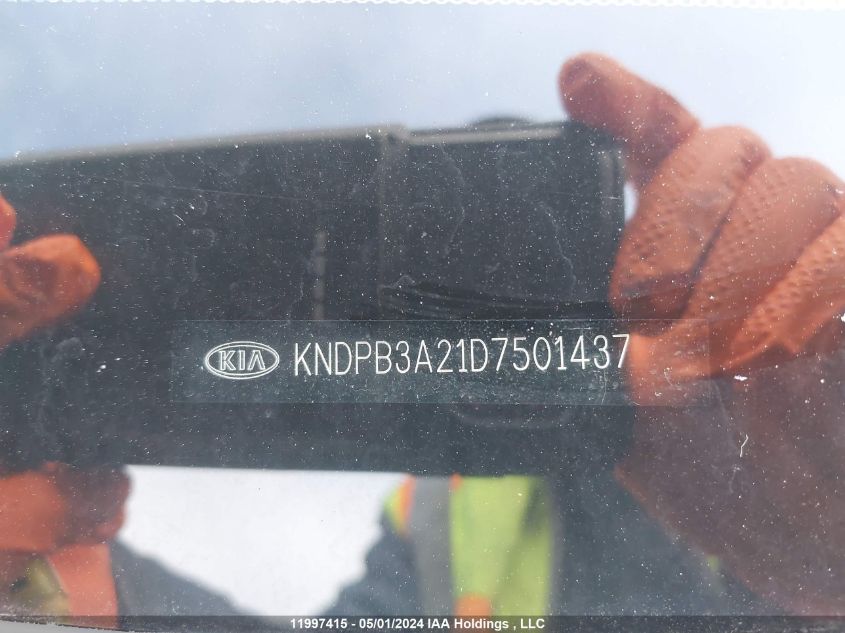 KIA KNDPB3A21D7501437
11997415 - 05/01/2024 IAA Holdings , LLC